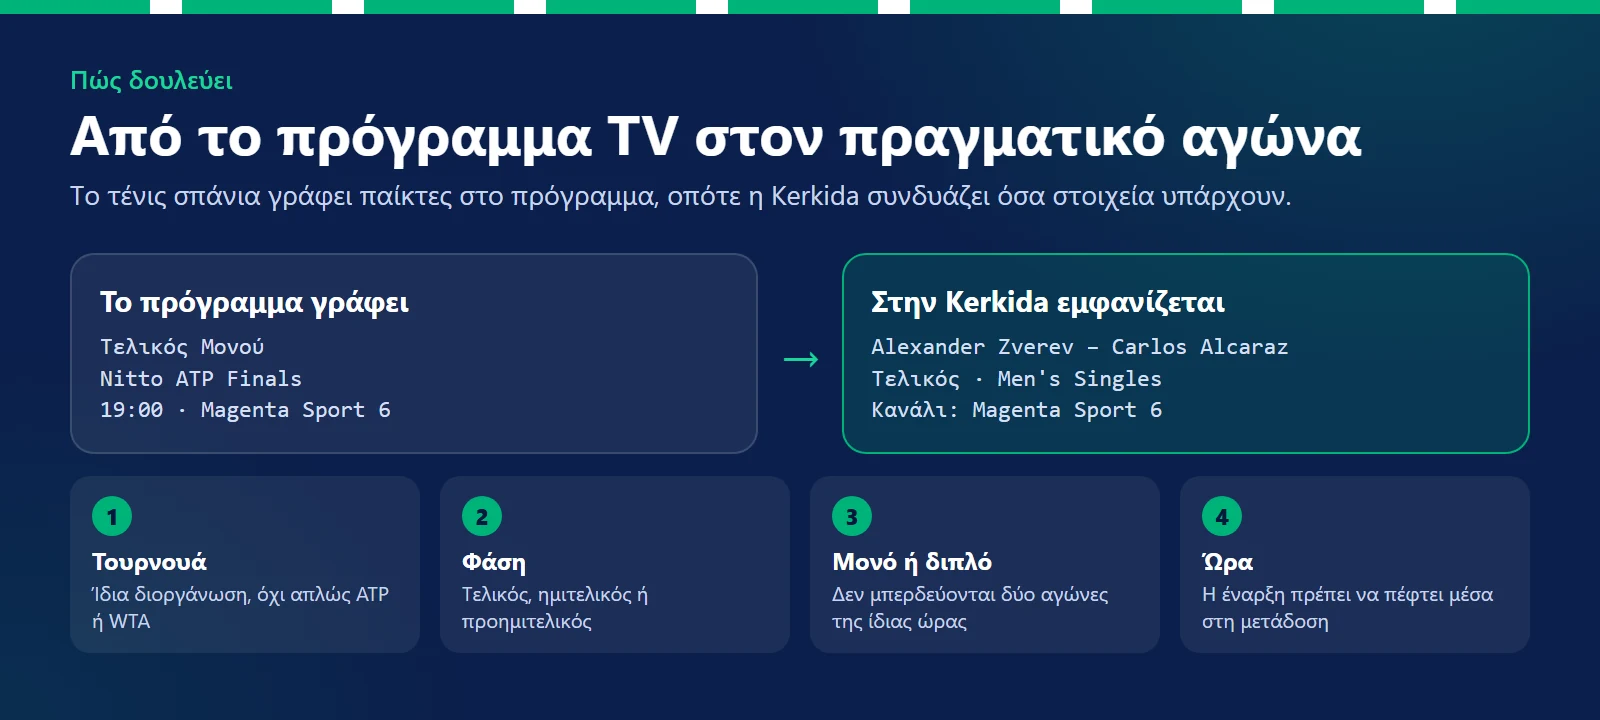 Πώς δουλεύει
Από το πρόγραμμα TV στον πραγματικό αγώνα
Το τένις σπάνια γράφει παίκτες στο πρόγραμμα, οπότε η Kerkida συνδυάζει όσα στοιχεία υπάρχουν.
Το πρόγραμμα γράφει
Τελικός Μονού
Nitto ATP Finals
19:00 · Magenta Sport 6
→
Στην Kerkida εμφανίζεται
Alexander Zverev – Carlos Alcaraz
Τελικός · Men's Singles
Κανάλι: Magenta Sport 6
1
Τουρνουά
Ίδια διοργάνωση, όχι απλώς ATP
ή WTA
2
Φάση
Τελικός, ημιτελικός ή
προημιτελικός
3
Μονό ή διπλό
Δεν μπερδεύονται δύο αγώνες
της ίδιας ώρας
4
Ώρα
Η έναρξη πρέπει να πέφτει μέσα
στη μετάδοση